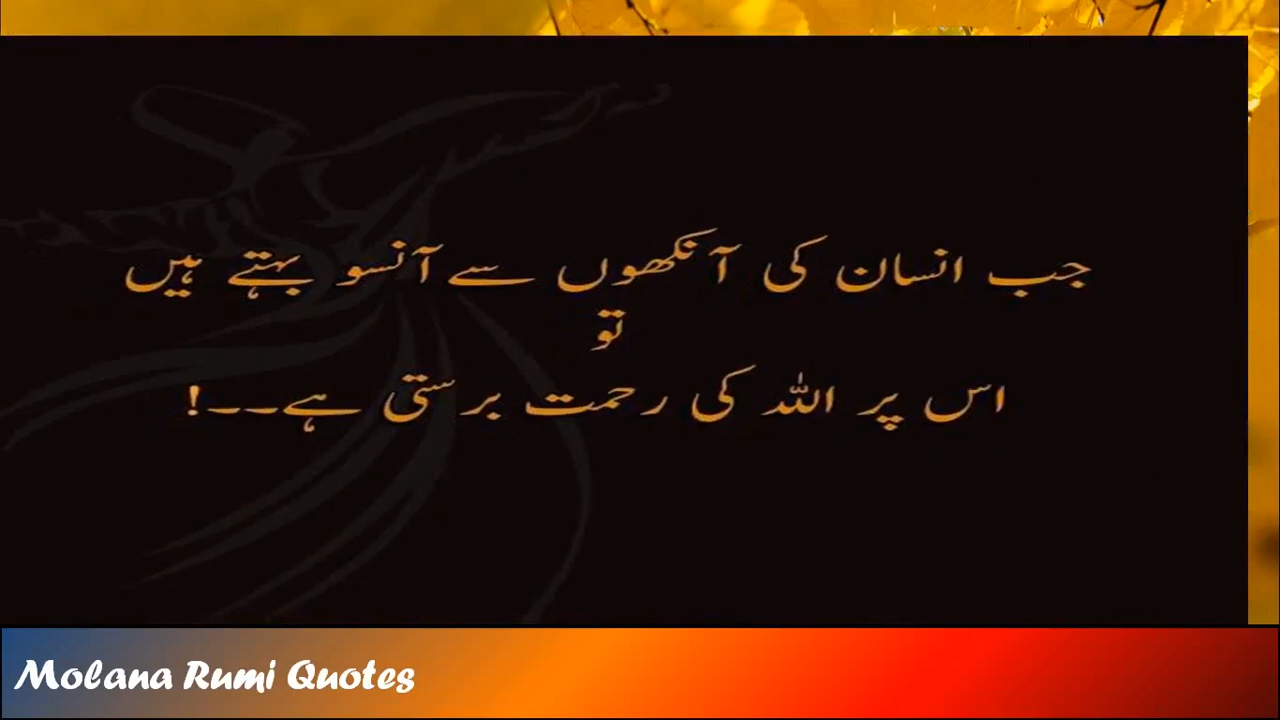 جب انسان کی آنکھوں سے آنسو بہتے ہیں
تو
اس پر اللہ کی رحمت برستی ہے۔۔!
Molana Rumi Quotes